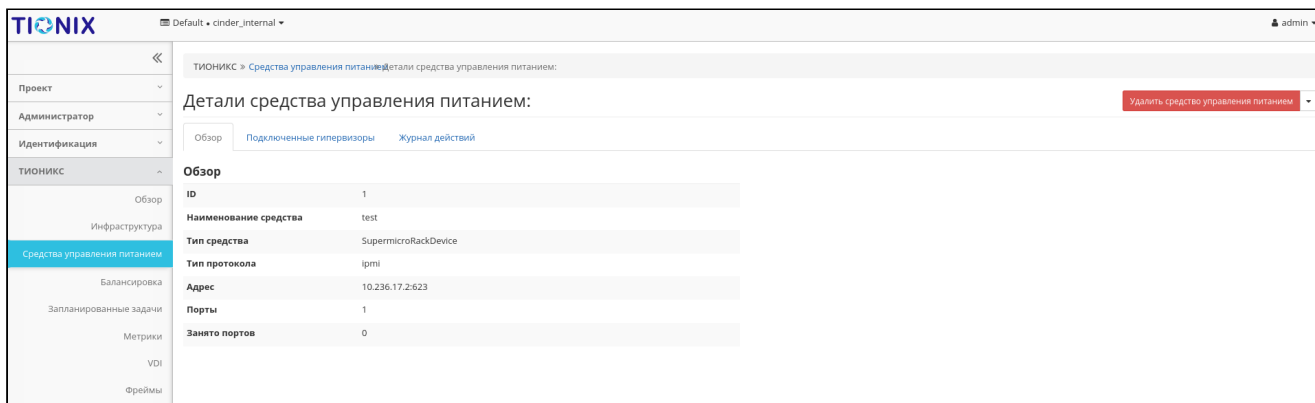 TIONIX
Default • cinder_internal
admin
ТИОНИКС » Средства управления питанием » Детали средства управления питанием:
Проект
Администратор
Идентификация
ТИОНИКС
Обзор
Инфраструктура
Средства управления питанием
Балансировка
Запланированные задачи
Метрики
VDI
Фреймы
Детали средства управления питанием:
Удалить средство управления питанием
Обзор Подключенные гипервизоры Журнал действий
Обзор
ID 1
Наименование средства test
Тип средства SupermicroRackDevice
Тип протокола ipmi
Адрес 10.236.17.2:623
Порты 1
Занято портов 0